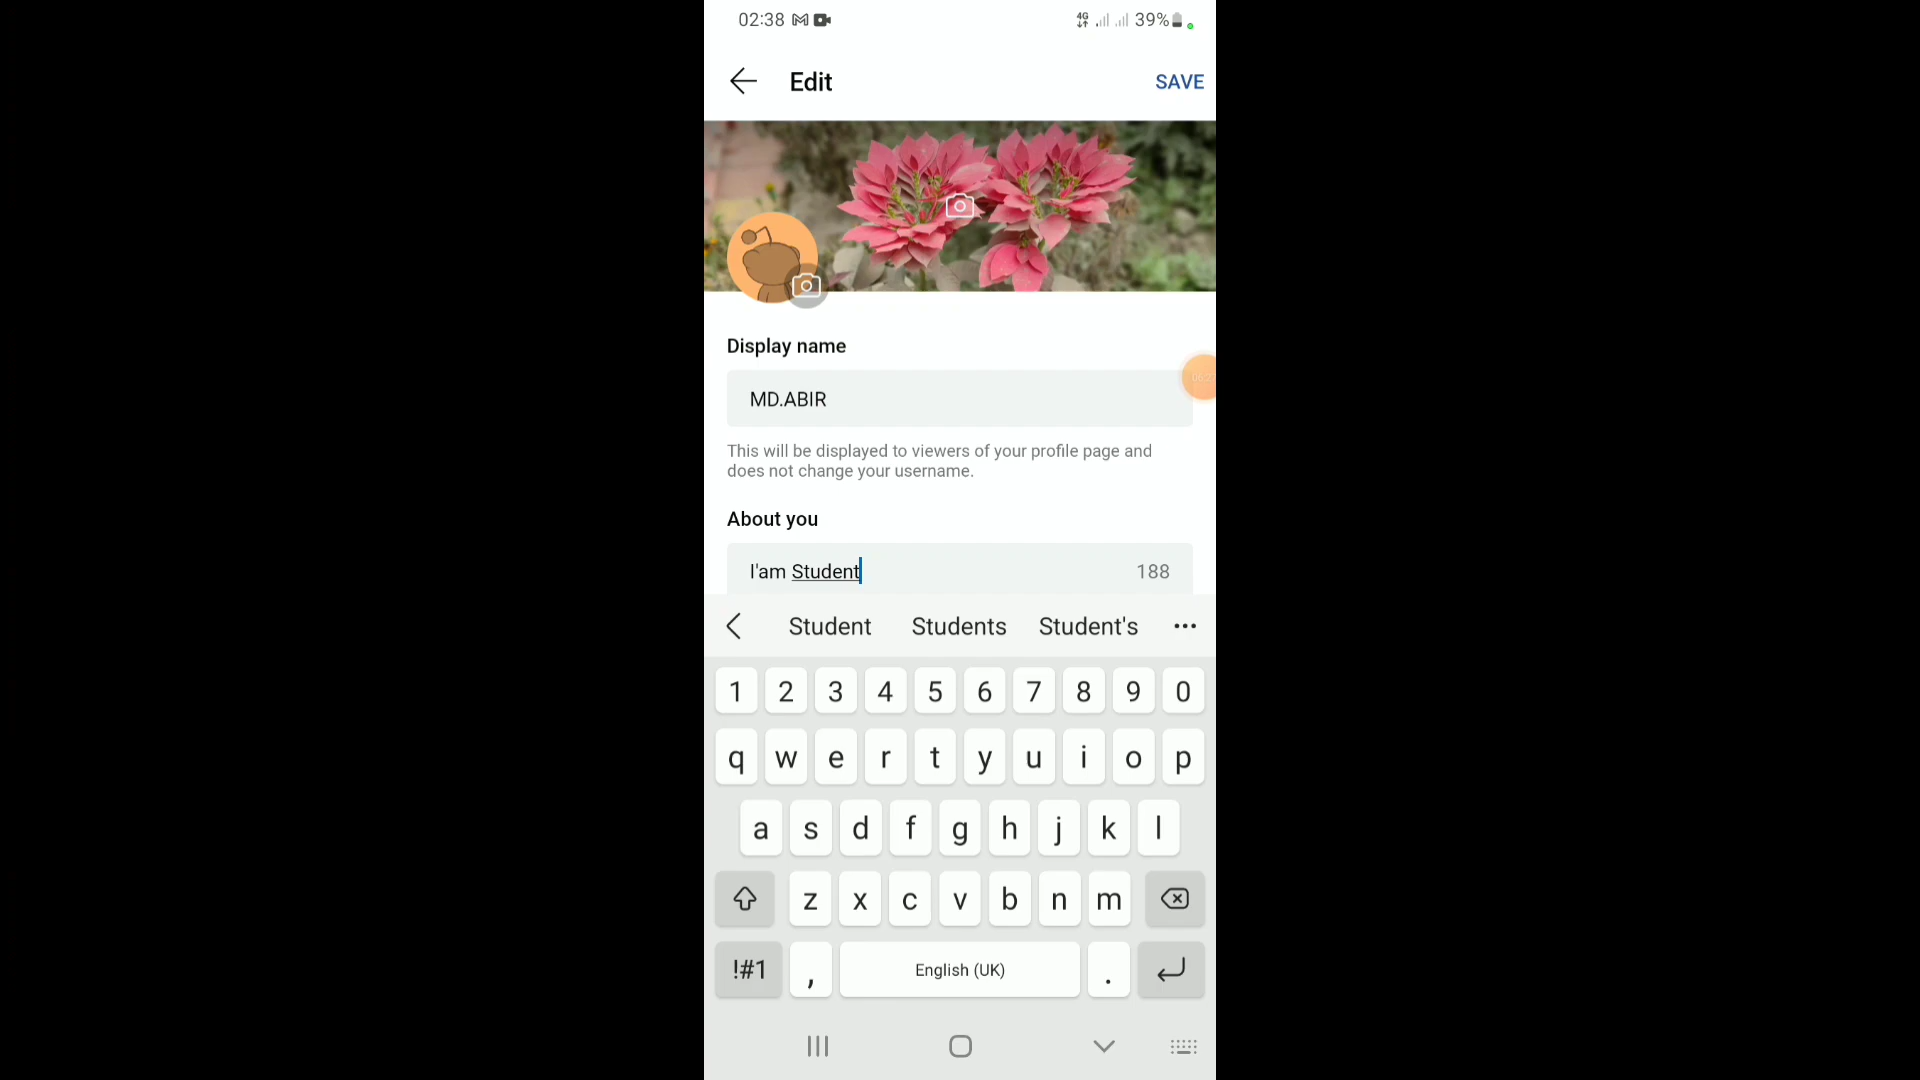 02:38 4G 39%
Edit SAVE
Display name
MD.ABIR
This will be displayed to viewers of your profile page and
does not change your username.
About you
I'am Student 188
Student Students Student's
1 2 3 4 5 6 7 8 9 0
q w e r t y u i o p
a s d f g h j k l
z x c v b n m
!#1 , English (UK) .